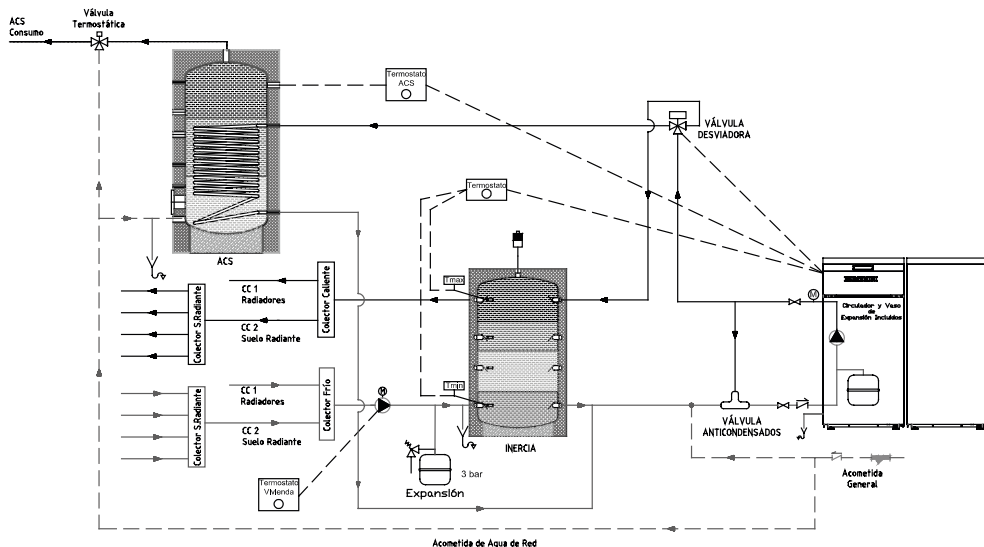 ACS
Consumo
Válvula
Termostática
Termostato
ACS
VÁLVULA
DESVIADORA
Termostato
ACS
CC 1
Radiadores
CC 2
Suelo Radiante
Colector S.Radiante
Colector Caliente
Tmax
M
Circulador y Vaso
de
Expansión Incluidos
CC 1
Radiadores
CC 2
Suelo Radiante
Colector S.Radiante
Colector Frío
M
Tmin
INERCIA
VÁLVULA
ANTICONDENSADOS
3 bar
Expansión
Termostato
VMenda
Acometida
General
Acometida de Agua de Red